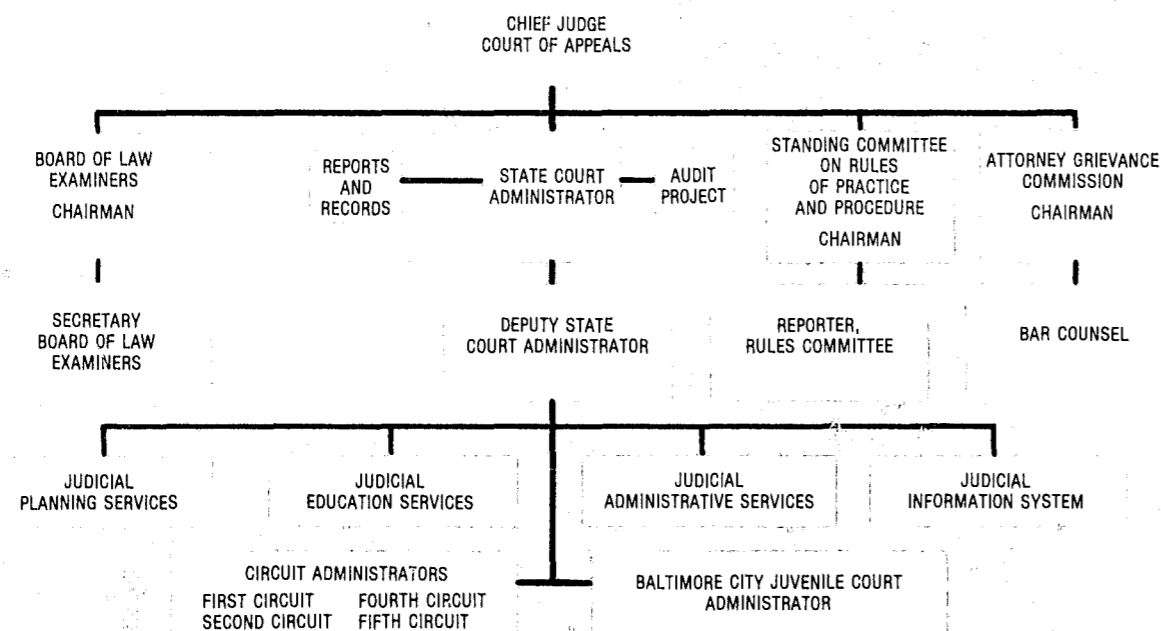 CHIEF JUDGE
COURT OF APPEALS
BOARD OF LAW
EXAMINERS
CHAIRMAN
REPORTS
AND
RECORDS
STATE COURT
ADMINISTRATOR
AUDIT
PROJECT
STANDING COMMITTEE
ON RULES
OF PRACTICE
AND PROCEDURE
CHAIRMAN
ATTORNEY GRIEVANCE
COMMISSION
CHAIRMAN
SECRETARY
BOARD OF LAW
EXAMINERS
DEPUTY STATE
COURT ADMINISTRATOR
REPORTER,
RULES COMMITTEE
BAR COUNSEL
JUDICIAL
PLANNING SERVICES
JUDICIAL
EDUCATION SERVICES
JUDICIAL
ADMINISTRATIVE SERVICES
JUDICIAL
INFORMATION SYSTEM
CIRCUIT ADMINISTRATORS
FIRST CIRCUIT FOURTH CIRCUIT
SECOND CIRCUIT FIFTH CIRCUIT
BALTIMORE CITY JUVENILE COURT
ADMINISTRATOR